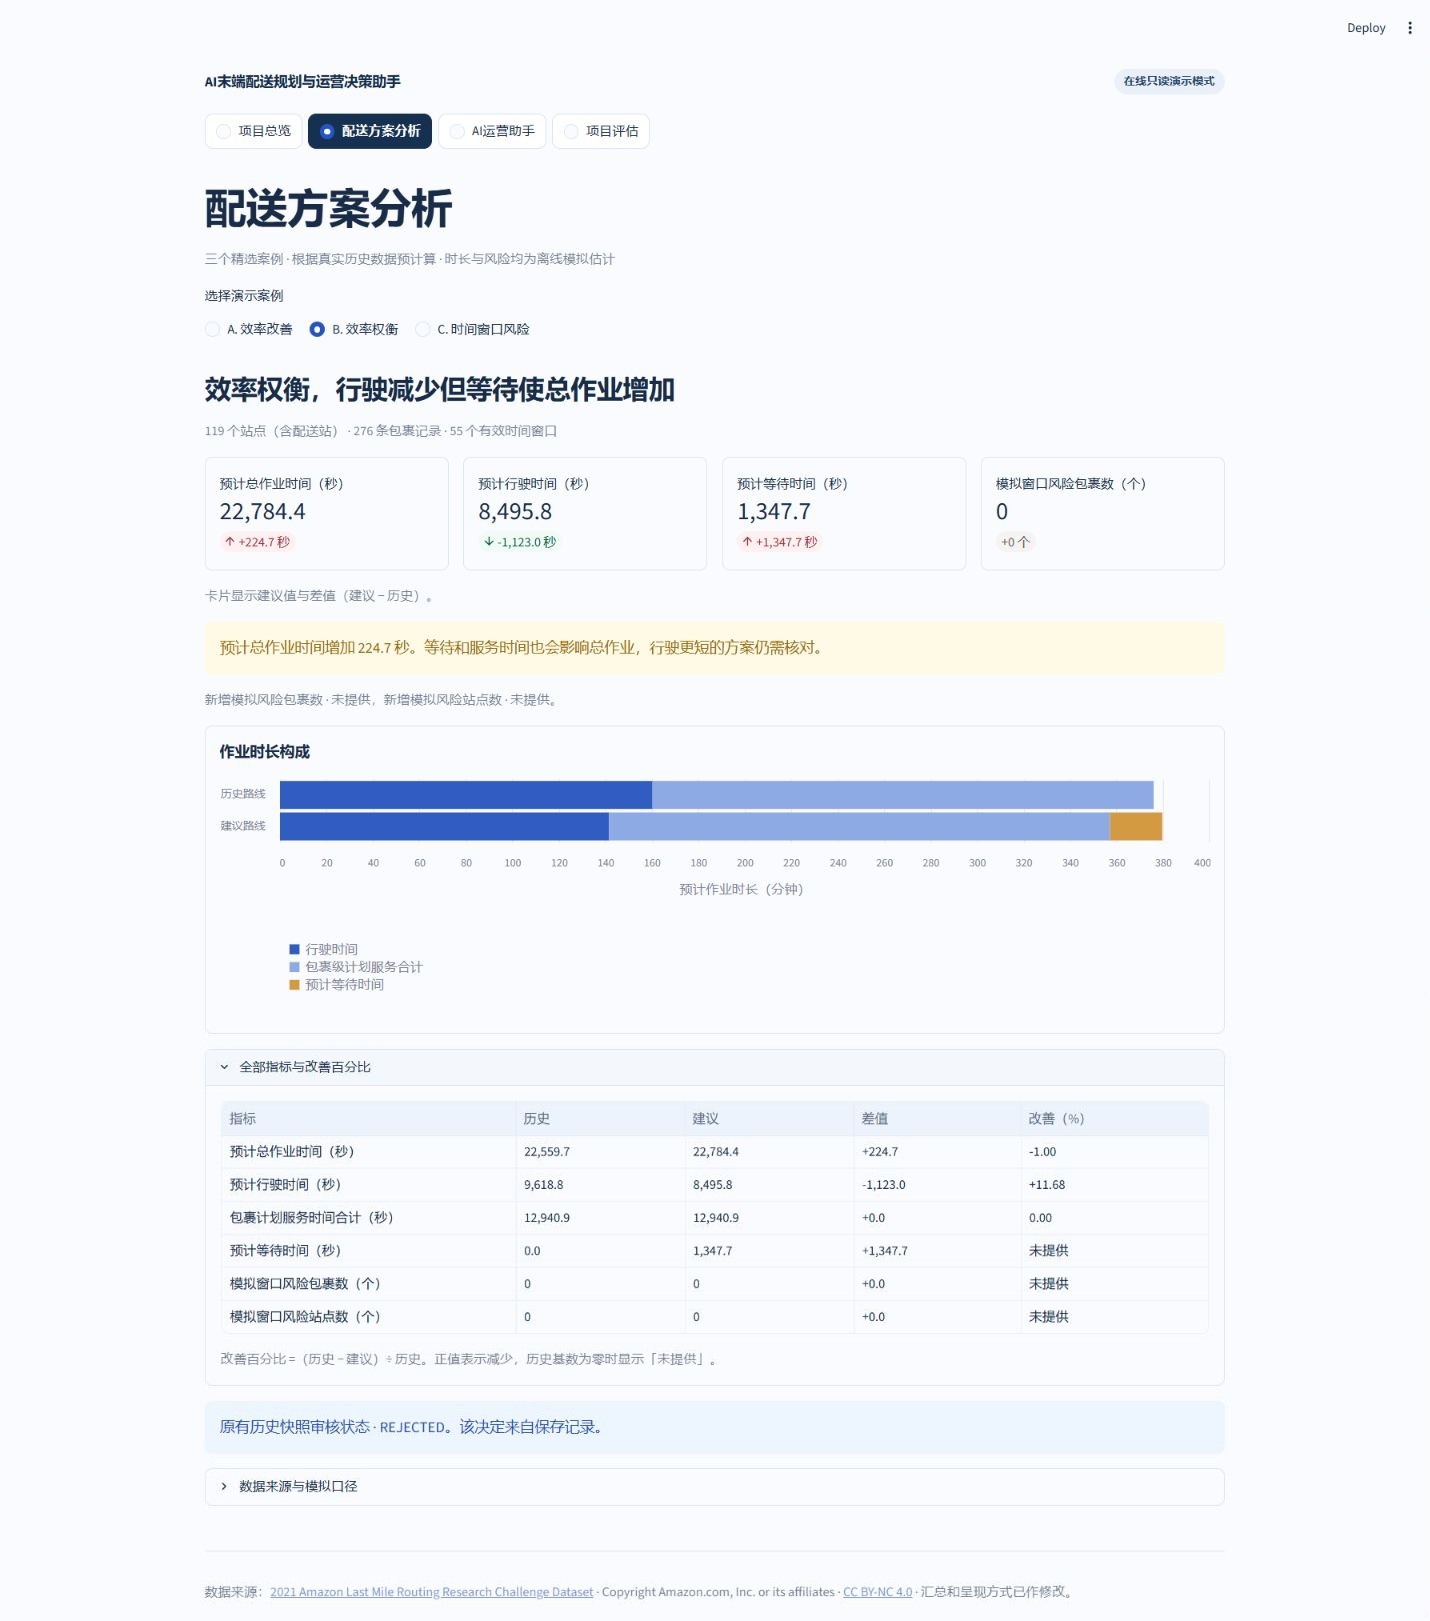 Deploy
AI末端配送规划与运营决策助手
在线只读演示模式
项目总览 配送方案分析 AI运营助手 项目评估
配送方案分析
三个精选案例 · 根据真实历史数据预计算 · 时长与风险均为离线模拟估计
选择演示案例
A. 效率改善 B. 效率权衡 C. 时间窗口风险
效率权衡，行驶减少但等待使总作业增加
119 个站点（含配送站） · 276 条包裹记录 · 55 个有效时间窗口
预计总作业时间（秒） 预计行驶时间（秒） 预计等待时间（秒） 模拟窗口风险包裹数（个）
22,784.4 8,495.8 1,347.7 0
↑ +224.7 秒 ↓ -1,123.0 秒 ↑ +1,347.7 秒 +0 个
卡片显示建议值与差值（建议 − 历史）。
预计总作业时间增加 224.7 秒。等待和服务时间也会影响总作业，行驶更短的方案仍需核对。
新增模拟风险包裹数 · 未提供，新增模拟风险站点数 · 未提供。
作业时长构成
历史路线
建议路线
0 20 40 60 80 100 120 140 160 180 200 220 240 260 280 300 320 340 360 380 400
预计作业时长（分钟）
行驶时间
包裹级计划服务合计
预计等待时间
全部指标与改善百分比
指标 历史 建议 差值 改善（%）
预计总作业时间（秒） 22,559.7 22,784.4 +224.7 -1.00
预计行驶时间（秒） 9,618.8 8,495.8 -1,123.0 +11.68
包裹计划服务时间合计（秒） 12,940.9 12,940.9 +0.0 0.00
预计等待时间（秒） 0.0 1,347.7 +1,347.7 未提供
模拟窗口风险包裹数（个） 0 0 +0.0 未提供
模拟窗口风险站点数（个） 0 0 +0.0 未提供
改善百分比 =（历史 − 建议）÷ 历史。正值表示减少，历史基数为零时显示「未提供」。
原有历史快照审核状态 · REJECTED。该决定来自保存记录。
数据来源与模拟口径
数据来源：2021 Amazon Last Mile Routing Research Challenge Dataset · Copyright Amazon.com, Inc. or its affiliates · CC BY-NC 4.0 · 汇总和呈现方式已作修改。